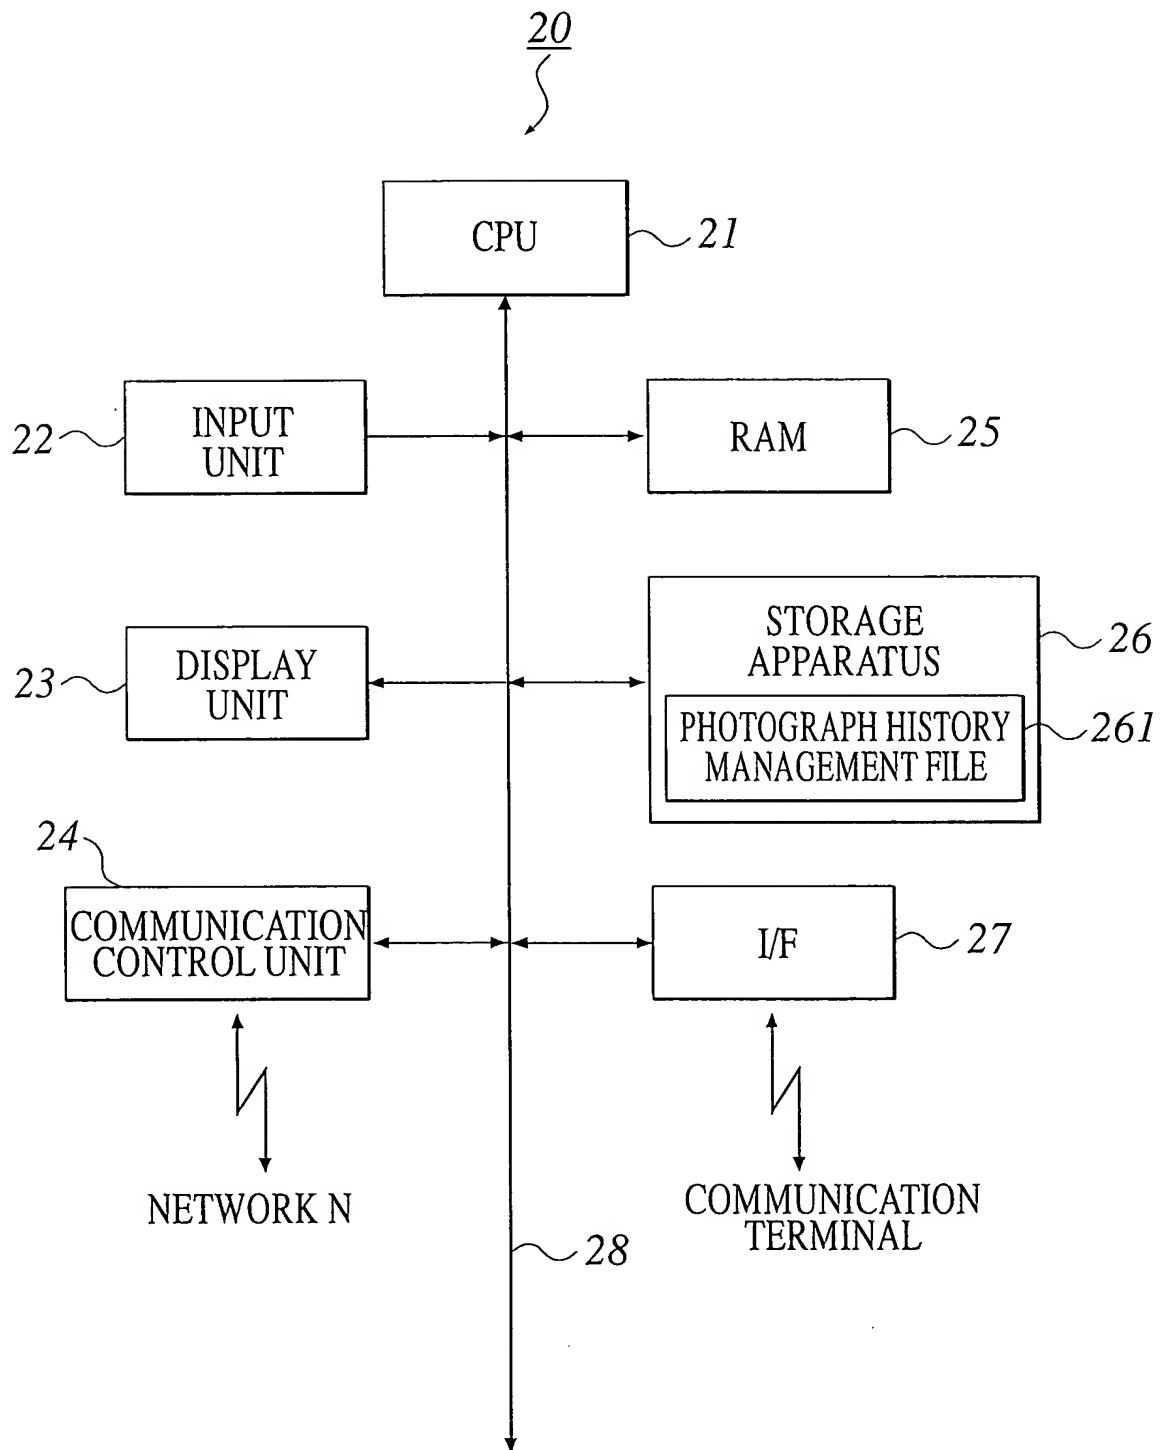 20
CPU
21
INPUT
UNIT
22
RAM
25
DISPLAY
UNIT
23
STORAGE
APPARATUS
26
PHOTOGRAPH HISTORY
MANAGEMENT FILE
261
24
COMMUNICATION
CONTROL UNIT
I/F
27
NETWORK N
COMMUNICATION
TERMINAL
28